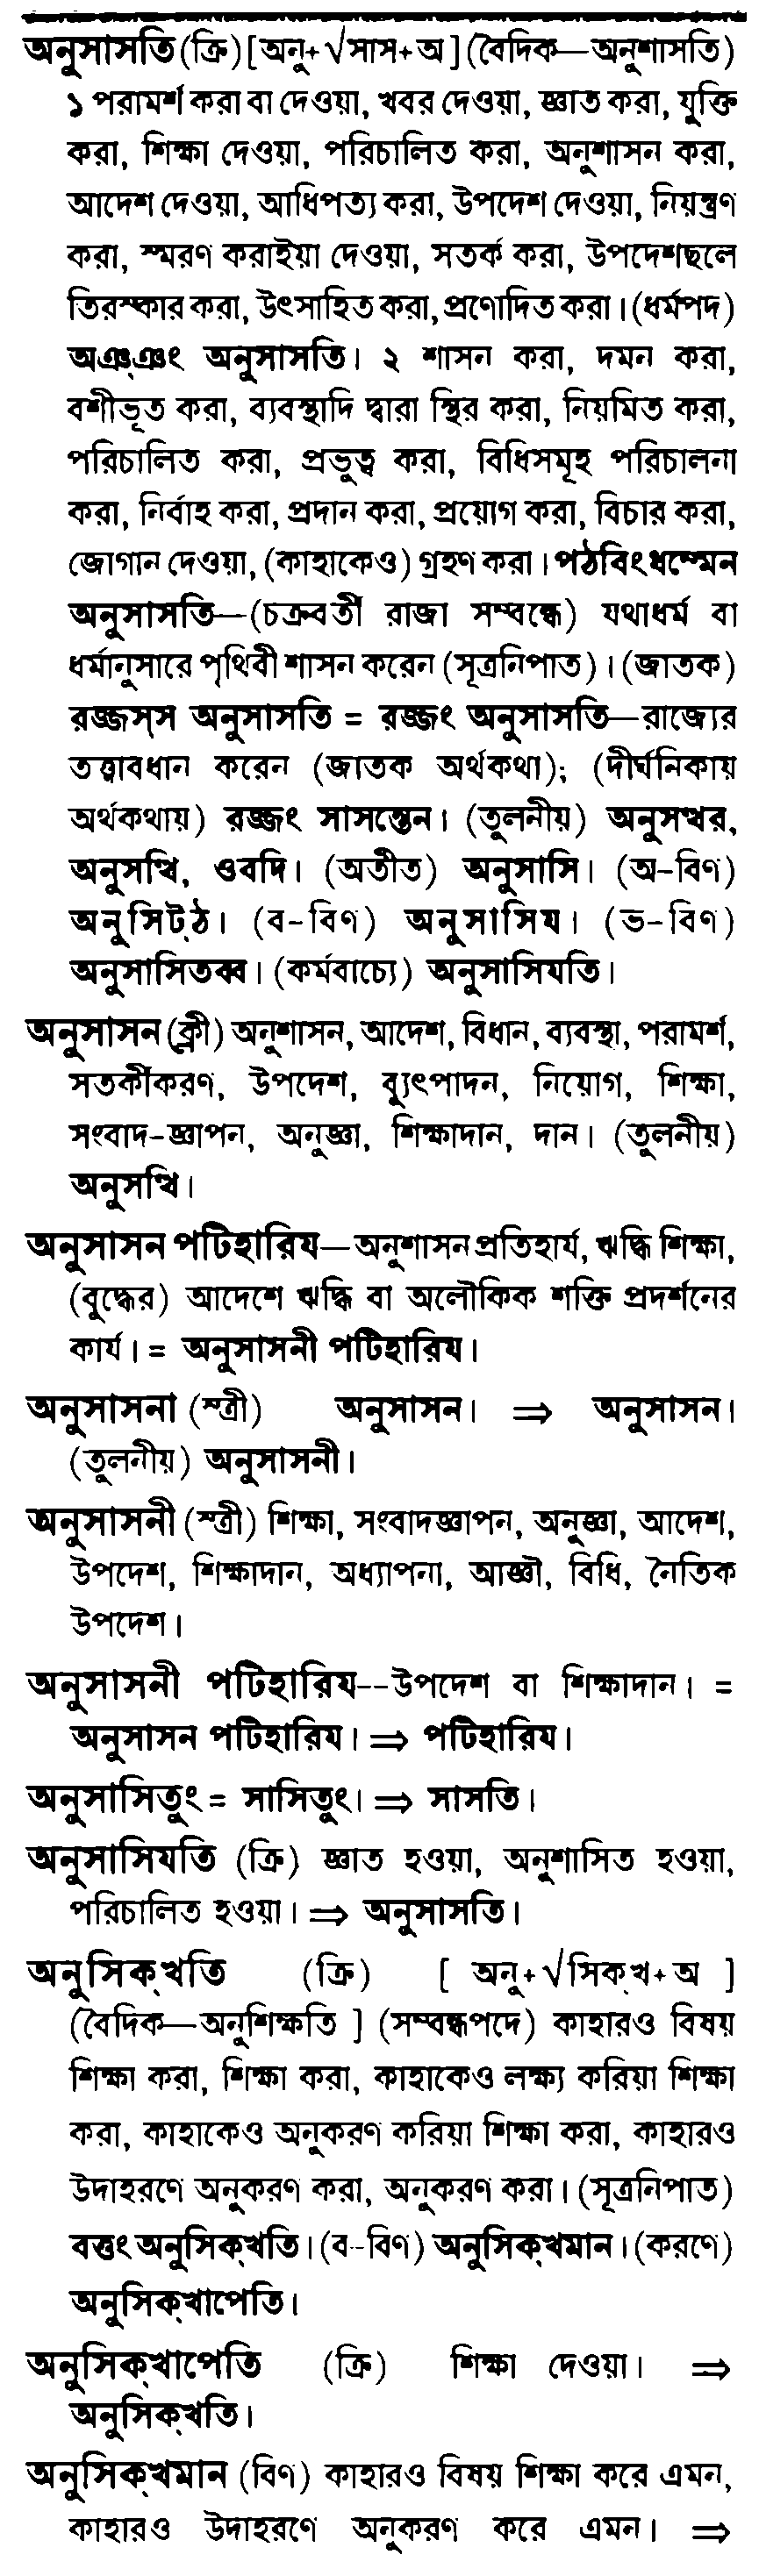 অনুসাসতি (ক্রি) [অনু+√সাস+অ] (বৈদিক—অনুশাসতি)
১ পরামর্শ করা বা দেওয়া, খবর দেওয়া, জ্ঞাত করা, যুক্তি
করা, শিক্ষা দেওয়া, পরিচালিত করা, অনুশাসন করা,
আদেশ দেওয়া, আধিপত্য করা, উপদেশ দেওয়া, নিয়ন্ত্রণ
করা, স্মরণ করাইয়া দেওয়া, সতর্ক করা, উপদেশছলে
তিরস্কার করা, উৎসাহিত করা, প্রণোদিত করা। (ধর্মপদ)
অঞ্ঞং অনুসাসতি। ২ শাসন করা, দমন করা,
বশীভূত করা, ব্যবস্থাদি দ্বারা স্থির করা, নিয়মিত করা,
পরিচালিত করা, প্রভুত্ব করা, বিধিসমূহ পরিচালনা
করা, নির্বাহ করা, প্রদান করা, প্রয়োগ করা, বিচার করা,
জোগান দেওয়া, (কাহাকেও) গ্রহণ করা। পঠবিং ধম্মেন
অনুসাসতি—(চক্রবর্তী রাজা সম্বন্ধে) যথাধর্ম বা
ধর্মানুসারে পৃথিবী শাসন করেন (সূত্রনিপাত)। (জাতক)
রজ্জস্স অনুসাসতি = রজ্জং অনুসাসতি—রাজ্যের
তত্ত্বাবধান করেন (জাতক অর্থকথা); (দীর্ঘনিকায়
অর্থকথায়) রজ্জং সাসন্তেন। (তুলনীয়) অনুসত্থর,
অনুসত্থি, ওবদি। (অতীত) অনুসাসি। (অ-বিণ)
অনুসিট্ঠ। (ব-বিণ) অনুসাসিয। (ভ-বিণ)
অনুসাসিতব্ব। (কর্মবাচ্যে) অনুসাসিযতি।
অনুসাসন (ক্লী) অনুশাসন, আদেশ, বিধান, ব্যবস্থা, পরামর্শ,
সতর্কীকরণ, উপদেশ, ব্যুৎপাদন, নিয়োগ, শিক্ষা,
সংবাদ-জ্ঞাপন, অনুজ্ঞা, শিক্ষাদান, দান। (তুলনীয়)
অনুসত্থি।
অনুসাসন পটিহারিয—অনুশাসন প্রতিহার্য, ঋদ্ধি শিক্ষা,
(বুদ্ধের) আদেশে ঋদ্ধি বা অলৌকিক শক্তি প্রদর্শনের
কার্য। = অনুসাসনী পটিহারিয।
অনুসাসনা (স্ত্রী) অনুসাসন। ⇒ অনুসাসন।
(তুলনীয়) অনুসাসনী।
অনুসাসনী (স্ত্রী) শিক্ষা, সংবাদজ্ঞাপন, অনুজ্ঞা, আদেশ,
উপদেশ, শিক্ষাদান, অধ্যাপনা, আজ্ঞা, বিধি, নৈতিক
উপদেশ।
অনুসাসনী পটিহারিয--উপদেশ বা শিক্ষাদান। =
অনুসাসন পটিহারিয। ⇒ পটিহারিয।
অনুসাসিতুং = সাসিতুং। ⇒ সাসতি।
অনুসাসিযতি (ক্রি) জ্ঞাত হওয়া, অনুশাসিত হওয়া,
পরিচালিত হওয়া। ⇒ অনুসাসতি।
অনুসিক্খতি (ক্রি) [ অনু+√সিক্খ+অ ]
(বৈদিক—অনুশিক্ষতি ] (সম্বন্ধপদে) কাহারও বিষয়
শিক্ষা করা, শিক্ষা করা, কাহাকেও লক্ষ্য করিয়া শিক্ষা
করা, কাহাকেও অনুকরণ করিয়া শিক্ষা করা, কাহারও
উদাহরণে অনুকরণ করা, অনুকরণ করা। (সূত্রনিপাত)
বত্তং অনুসিক্খতি। (ব-বিণ) অনুসিক্খমান। (করণে)
অনুসিক্খাপেতি।
অনুসিক্খাপেতি (ক্রি) শিক্ষা দেওয়া। ⇒
অনুসিক্খতি।
অনুসিক্খমান (বিণ) কাহারও বিষয় শিক্ষা করে এমন,
কাহারও উদাহরণে অনুকরণ করে এমন। ⇒